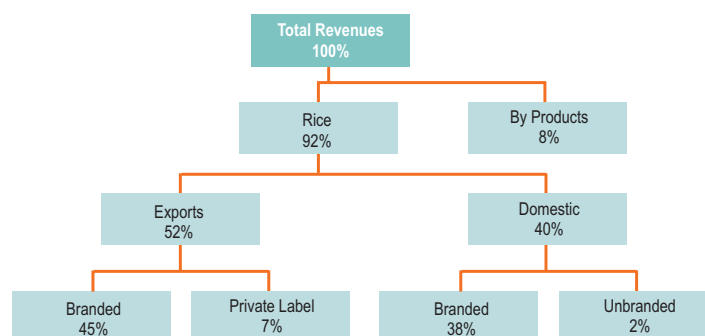 Total Revenues
100%
Rice
92%
By Products
8%
Exports
52%
Domestic
40%
Branded
45%
Private Label
7%
Branded
38%
Unbranded
2%